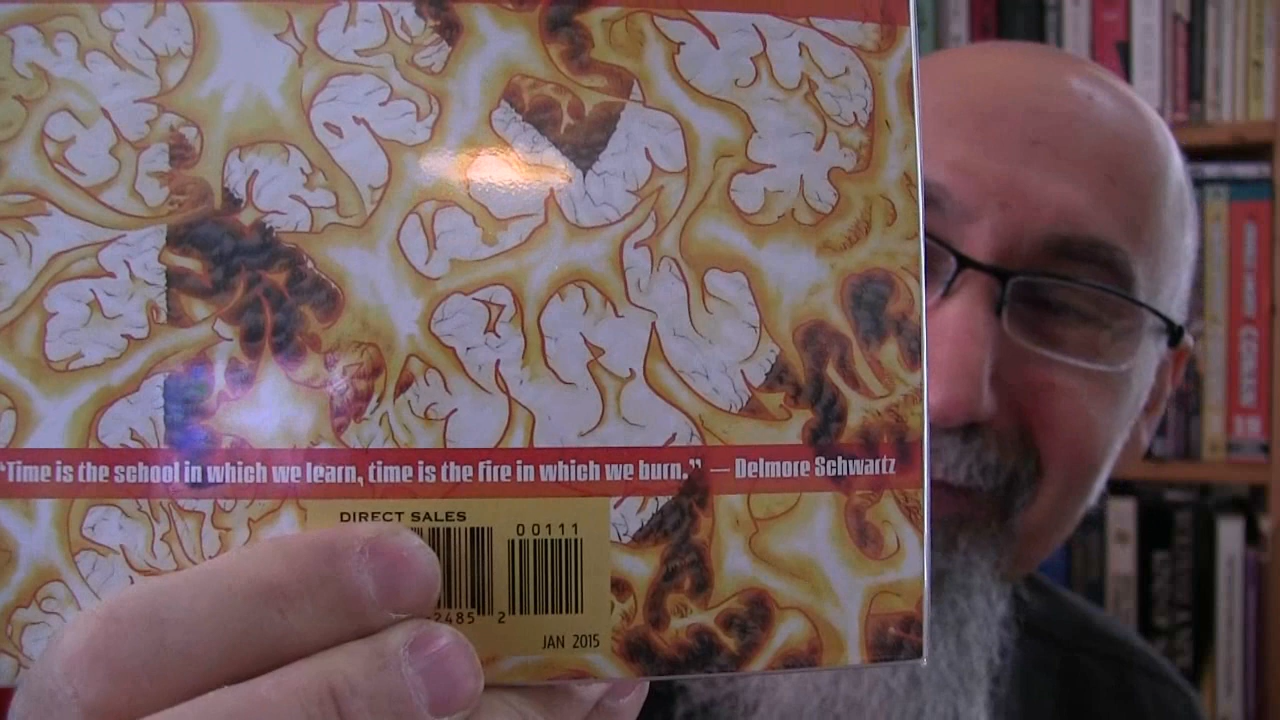 “Time is the school in which we learn, time is the fire in which we burn.” — Delmore Schwartz
DIRECT SALES
00111
2485 2
JAN 2015